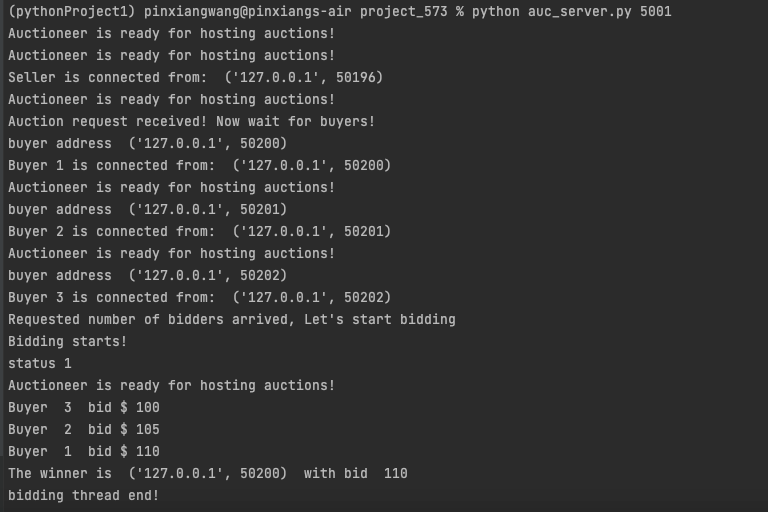 (pythonProject1) pinxiangwang@pinxiangs-air project_573 % python auc_server.py 5001
Auctioneer is ready for hosting auctions!
Auctioneer is ready for hosting auctions!
Seller is connected from:  ('127.0.0.1', 50196)
Auctioneer is ready for hosting auctions!
Auction request received! Now wait for buyers!
buyer address  ('127.0.0.1', 50200)
Buyer 1 is connected from:  ('127.0.0.1', 50200)
Auctioneer is ready for hosting auctions!
buyer address  ('127.0.0.1', 50201)
Buyer 2 is connected from:  ('127.0.0.1', 50201)
Auctioneer is ready for hosting auctions!
buyer address  ('127.0.0.1', 50202)
Buyer 3 is connected from:  ('127.0.0.1', 50202)
Requested number of bidders arrived, Let's start bidding
Bidding starts!
status 1
Auctioneer is ready for hosting auctions!
Buyer  3  bid $ 100
Buyer  2  bid $ 105
Buyer  1  bid $ 110
The winner is  ('127.0.0.1', 50200)  with bid  110
bidding thread end!